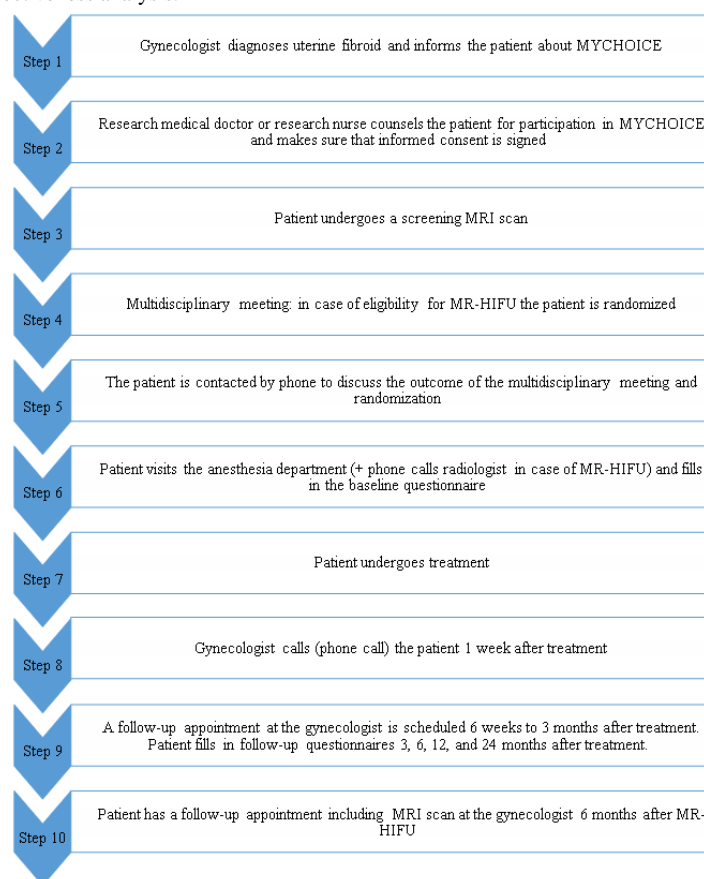 Step 1
Gynecologist diagnoses uterine fibroid and informs the patient about MYCHOICE
Step 2
Research medical doctor or research nurse counsels the patient for participation in MYCHOICE
and makes sure that informed consent is signed
Step 3
Patient undergoes a screening MRI scan
Step 4
Multidisciplinary meeting: in case of eligibility for MR-HIFU the patient is randomized
Step 5
The patient is contacted by phone to discuss the outcome of the multidisciplinary meeting and
randomization
Step 6
Patient visits the anesthesia department (+ phone calls radiologist in case of MR-HIFU) and fills
in the baseline questionnaire
Step 7
Patient undergoes treatment
Step 8
Gynecologist calls (phone call) the patient 1 week after treatment
Step 9
A follow-up appointment at the gynecologist is scheduled 6 weeks to 3 months after treatment.
Patient fills in follow-up questionnaires 3, 6, 12, and 24 months after treatment.
Step 10
Patient has a follow-up appointment including MRI scan at the gynecologist 6 months after MR-
HIFU